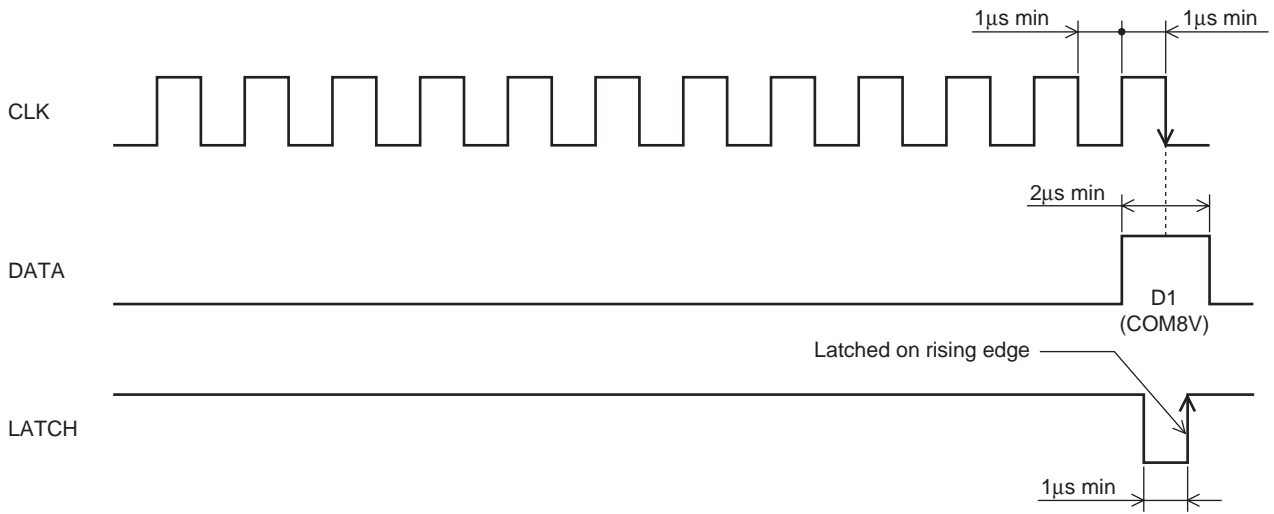 1μs min 1μs min
CLK
2μs min
DATA
D1
(COM8V)
Latched on rising edge
LATCH
1μs min